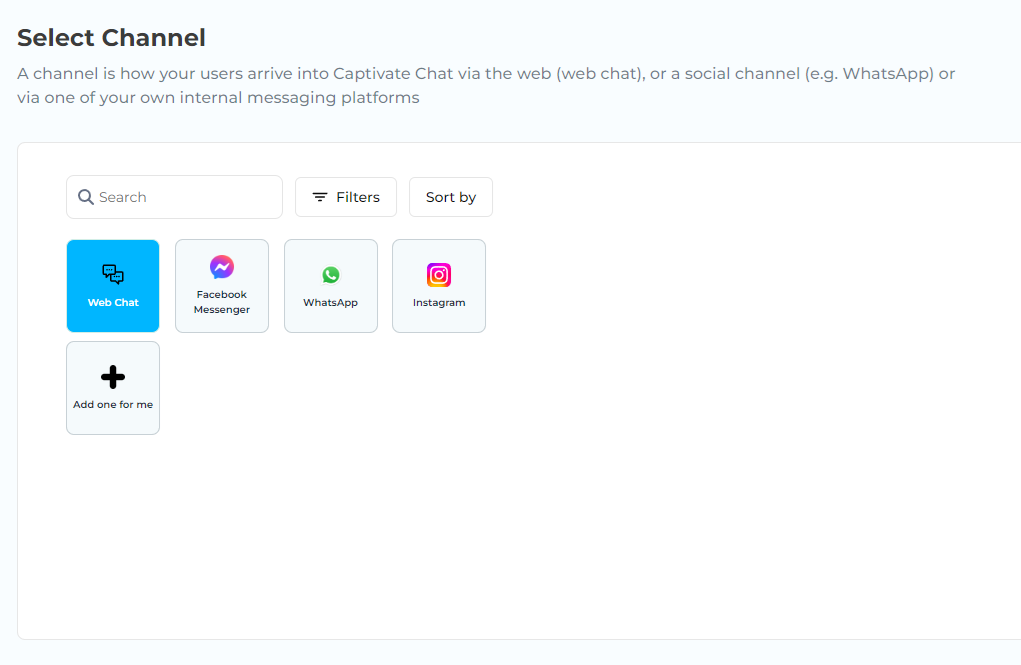 Select Channel
A channel is how your users arrive into Captivate Chat via the web (web chat), or a social channel (e.g. WhatsApp) or
via one of your own internal messaging platforms
Search
Filters
Sort by
Web Chat
Facebook
Messenger
WhatsApp
Instagram
Add one for me